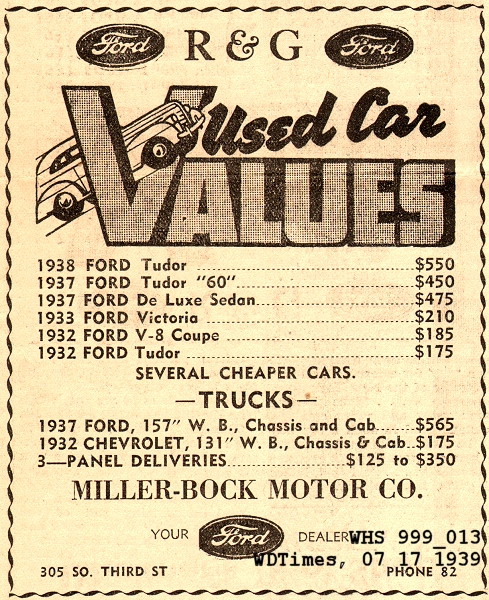 Ford R & G Ford
Used Car
VALUES
1938 FORD Tudor........$550
1937 FORD Tudor "60"........$450
1937 FORD De Luxe Sedan........$475
1933 FORD Victoria........$210
1932 FORD V-8 Coupe........$185
1932 FORD Tudor........$175
SEVERAL CHEAPER CARS.
—TRUCKS—
1937 FORD, 157" W. B., Chassis and Cab........$565
1932 CHEVROLET, 131" W. B., Chassis & Cab..$175
3—PANEL DELIVERIES........$125 to $350
MILLER-BOCK MOTOR CO.
YOUR Ford DEALER
WHS 999_013
WDTimes, 07 17 1939
305 SO. THIRD ST PHONE 82